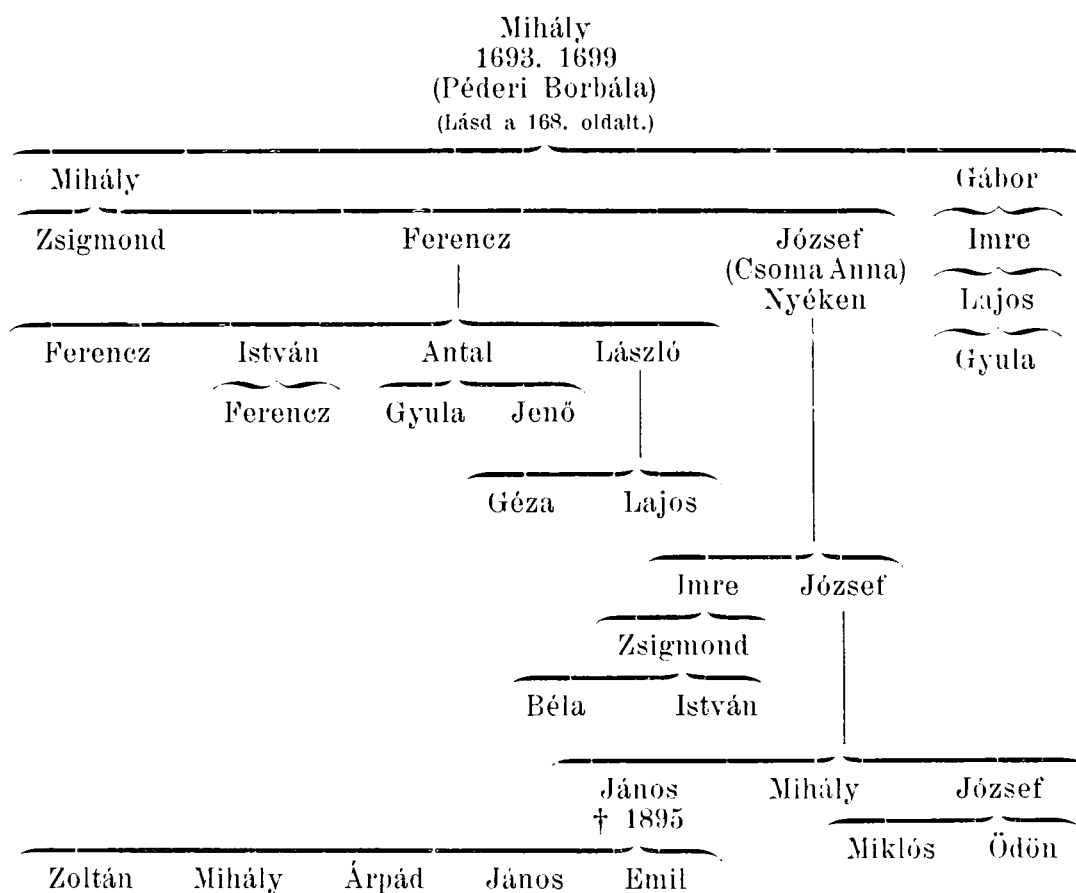 Mihály
1693. 1699
(Péderi Borbála)
(Lásd a 168. oldalt.)
Mihály Gábor
Zsigmond Ferencz József Imre
(Csoma Anna)
Nyéken Lajos
Ferencz István Antal László Gyula
Ferencz Gyula Jenő
Géza Lajos
Imre József
Zsigmond
Béla István
János Mihály József
† 1895
Miklós Ödön
Zoltán Mihály Árpád János Emil